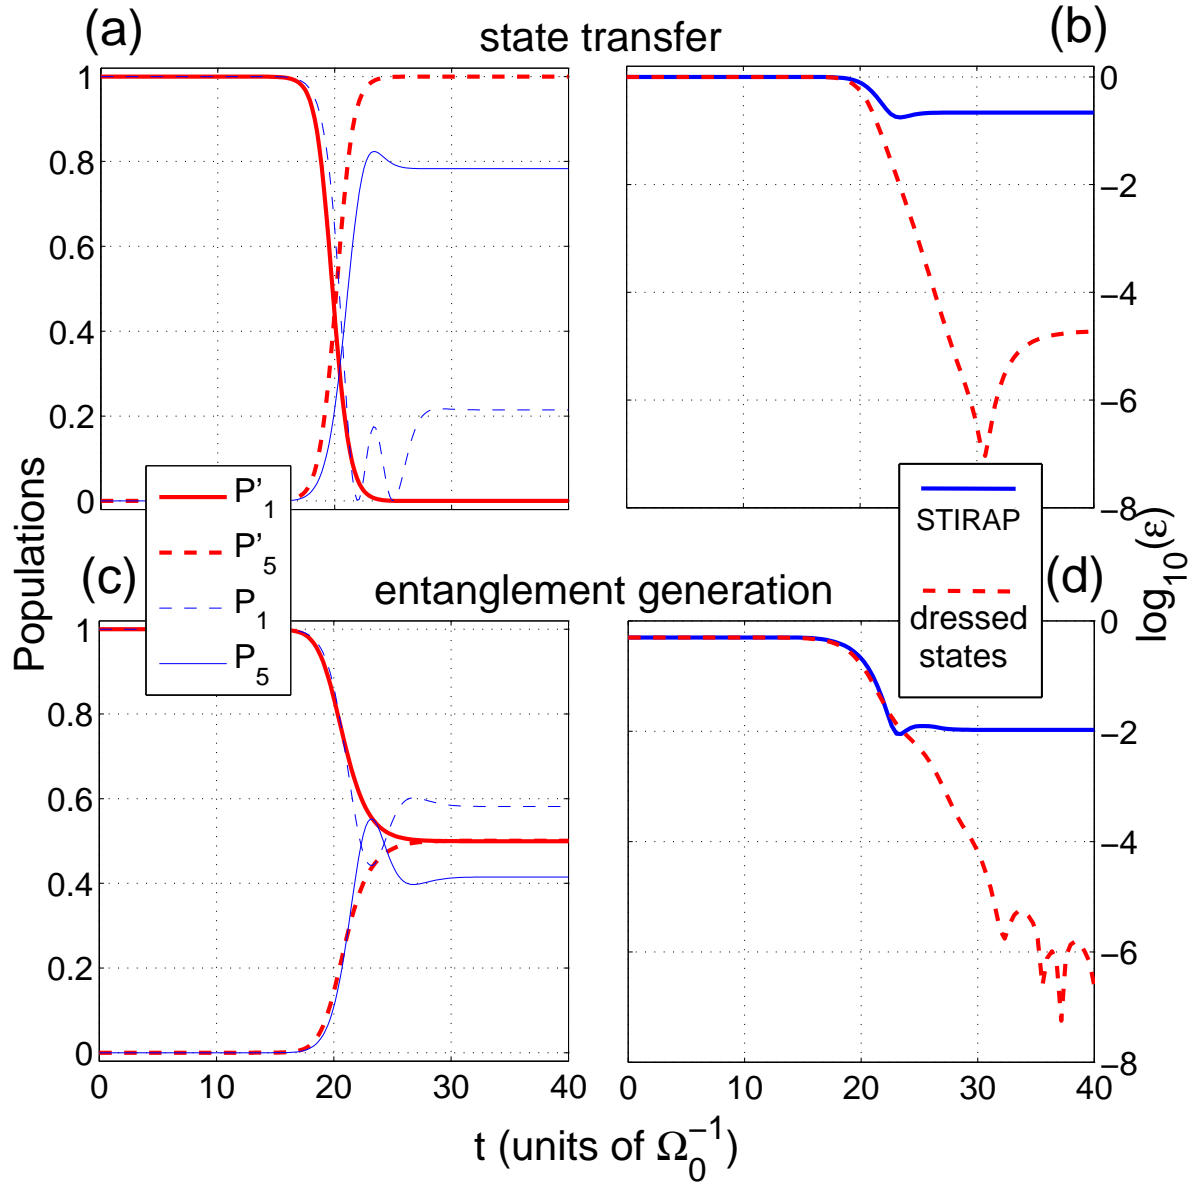 (a)
state transfer
(b)
1
0.8
0.6
0.4
0.2
0
0
−2
−4
−6
−8
Populations
P'1
P'5
P1
P5
STIRAP
dressed
states
log10(ε)
(c)
entanglement generation
(d)
1
0.8
0.6
0.4
0.2
0
0
−2
−4
−6
−8
0 10 20 30 40
0 10 20 30 40
t (units of Ω0−1)